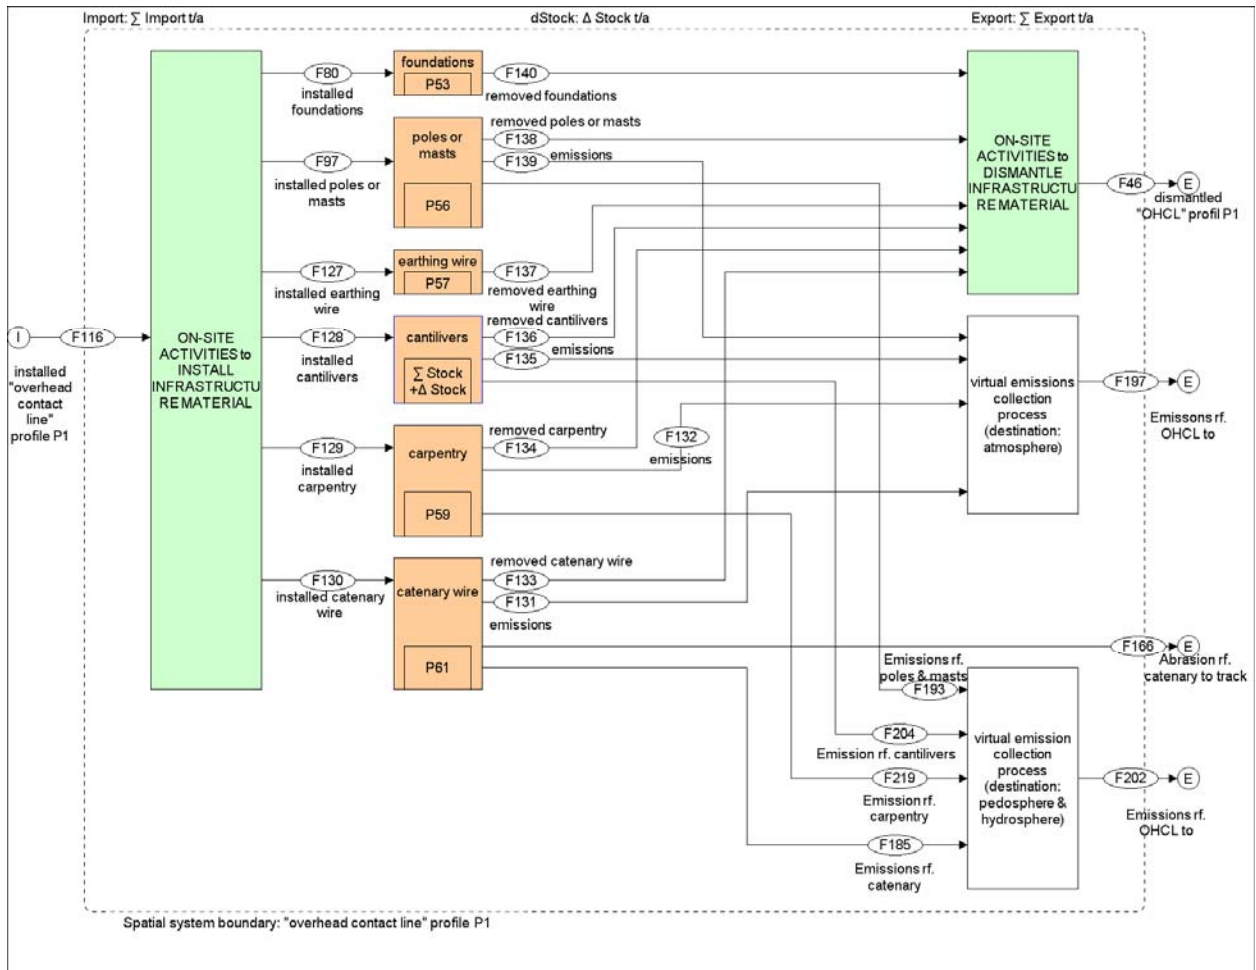 Import: ∑ Import t/a
dStock: Δ Stock t/a
Export: ∑ Export t/a
I
F116
installed
"overhead
contact
line"
profile P1
ON-SITE
ACTIVITIES to
INSTALL
INFRASTRUCTU
RE MATERIAL
F80
installed
foundations
F97
installed poles or
masts
F127
installed earthing
wire
F128
installed
cantilivers
F129
installed
carpentry
F130
installed catenary
wire
foundations
P53
poles or
masts
P56
earthing wire
P57
cantilivers
∑ Stock
+Δ Stock
carpentry
P59
catenary wire
P61
F140
removed foundations
removed poles or masts
F138
F139
emissions
F137
removed earthing
wire
removed cantilivers
F136
emissions
F135
removed carpentry
F134
F132
emissions
removed catenary wire
F133
F131
emissions
Emissions rf.
poles & masts
F193
F204
Emission rf. cantilivers
F219
Emission rf.
carpentry
F185
Emissions rf.
catenary
ON-SITE
ACTIVITIES to
DISMANTLE
INFRASTRUCTU
RE MATERIAL
virtual emissions
collection
process
(destination:
atmosphere)
virtual emission
collection
process
(destination:
pedosphere &
hydrosphere)
F46
E
dismantled
"OHCL" profil P1
F197
E
Emissons rf.
OHCL to
F166
E
Abrasion rf.
catenary to track
F202
E
Emissions rf.
OHCL to
Spatial system boundary: "overhead contact line" profile P1